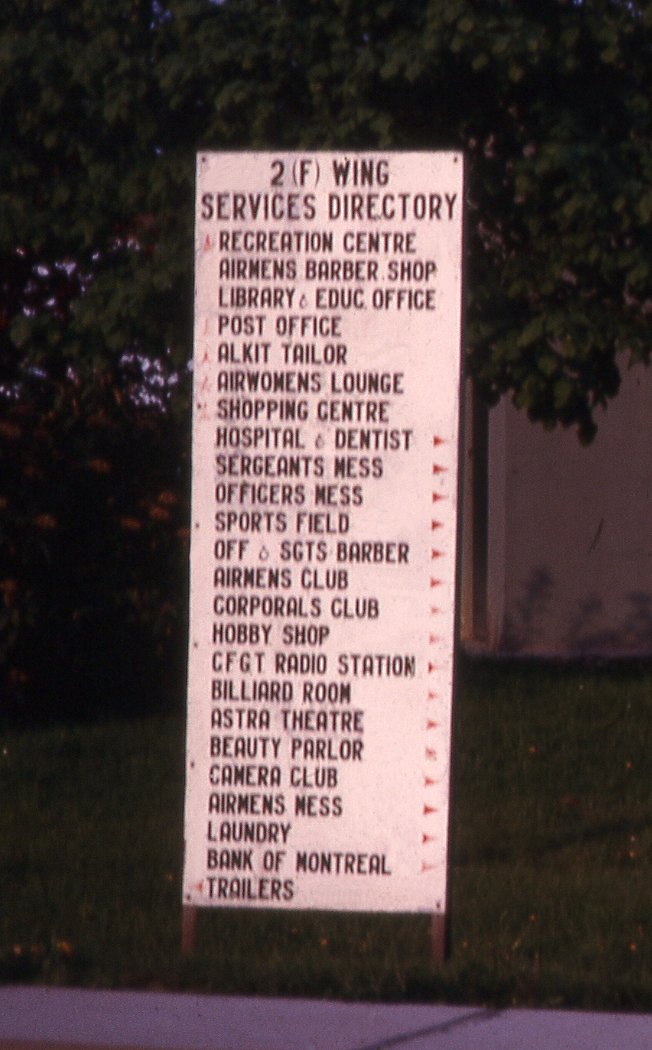 2 (F) WING
SERVICES DIRECTORY
RECREATION CENTRE
AIRMENS BARBER SHOP
LIBRARY & EDUC. OFFICE
POST OFFICE
ALKIT TAILOR
AIRWOMENS LOUNGE
SHOPPING CENTRE
HOSPITAL & DENTIST
SERGEANTS MESS
OFFICERS MESS
SPORTS FIELD
OFF & SGTS BARBER
AIRMENS CLUB
CORPORALS CLUB
HOBBY SHOP
CFGT RADIO STATION
BILLIARD ROOM
ASTRA THEATRE
BEAUTY PARLOR
CAMERA CLUB
AIRMENS MESS
LAUNDRY
BANK OF MONTREAL
TRAILERS